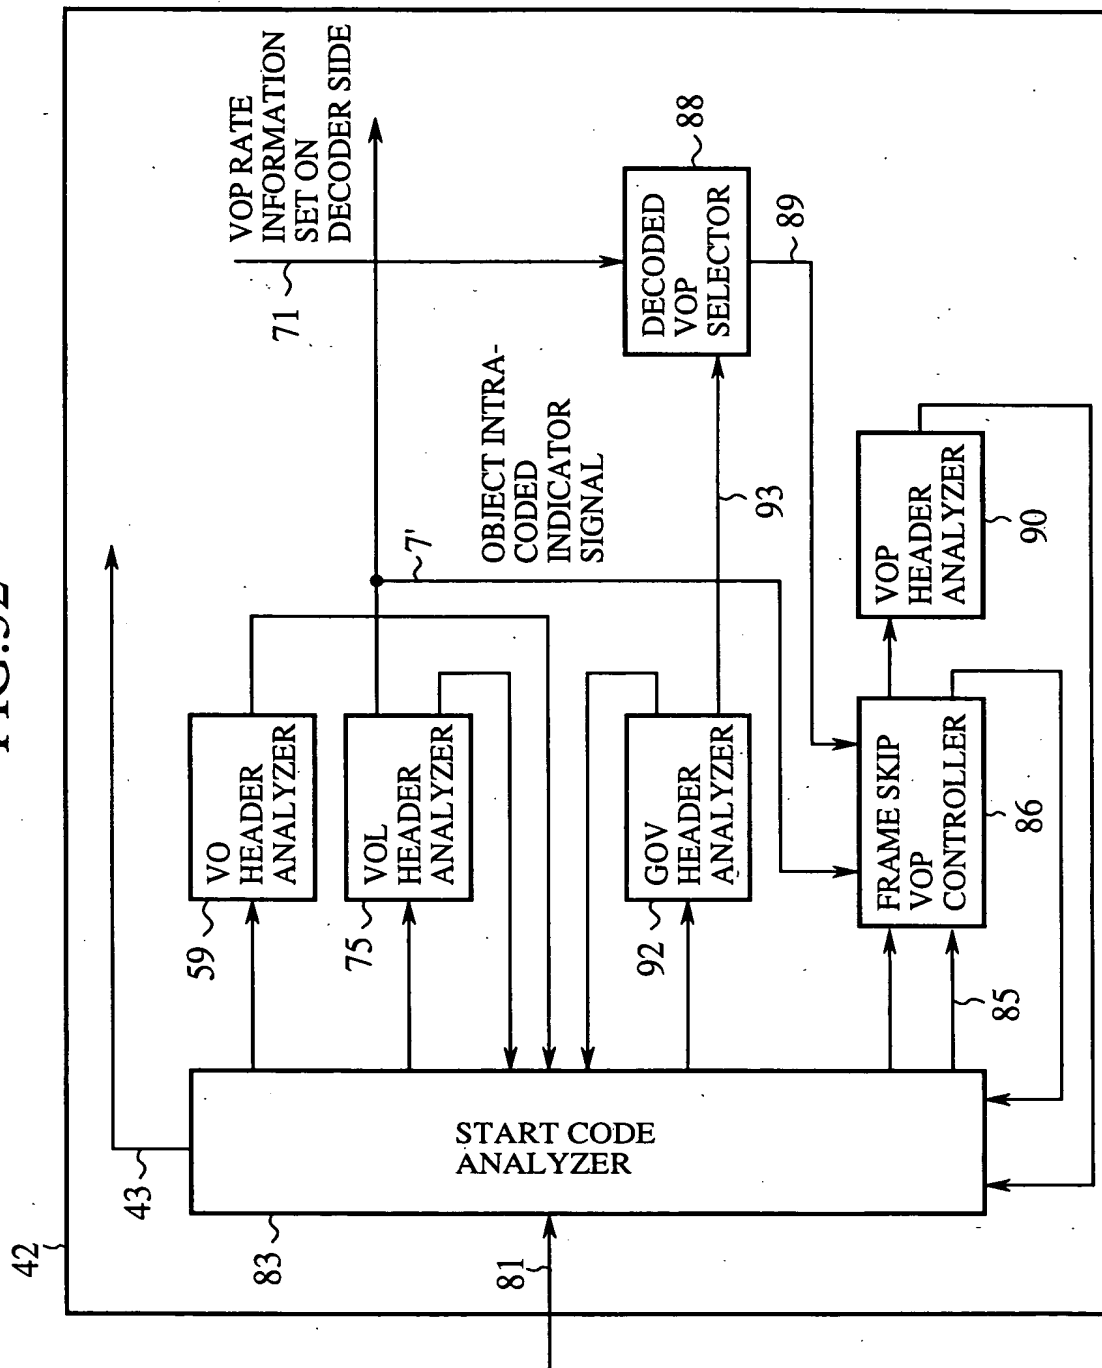 FIG.32
42
43
83
START CODE
ANALYZER
81
59
VO
HEADER
ANALYZER
75
VOL
HEADER
ANALYZER
92
GOV
HEADER
ANALYZER
85
FRAME SKIP
VOP
CONTROLLER
86
7'
OBJECT INTRA-
CODED
INDICATOR
SIGNAL
93
VOP
HEADER
ANALYZER
90
71
VOP RATE
INFORMATION
SET ON
DECODER SIDE
DECODED
VOP
SELECTOR
88
89